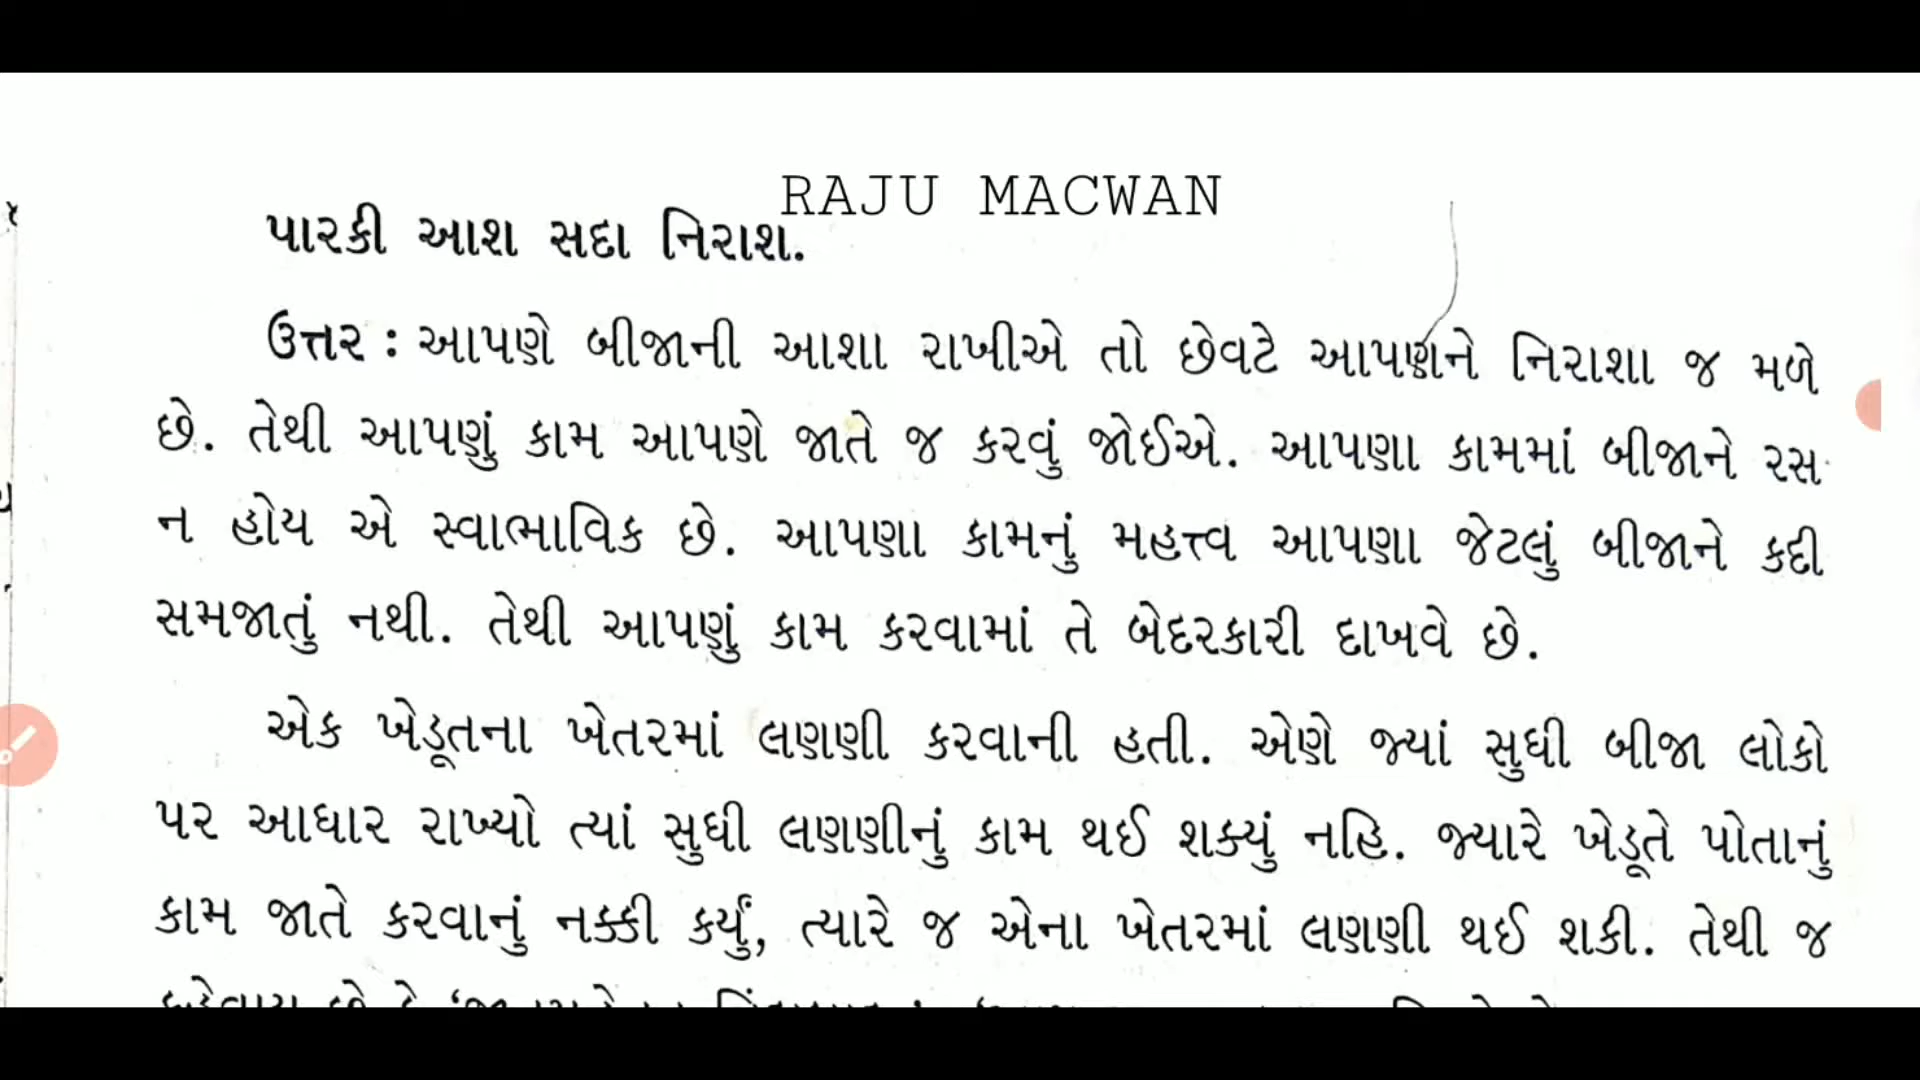 RAJU MACWAN
પારકી આશ સદા નિરાશ.
ઉત્તર : આપણે બીજાની આશા રાખીએ તો છેવટે આપણને નિરાશા જ મળે
છે. તેથી આપણું કામ આપણે જાતે જ કરવું જોઈએ. આપણા કામમાં બીજાને રસ
ન હોય એ સ્વાભાવિક છે. આપણા કામનું મહત્ત્વ આપણા જેટલું બીજાને કદી
સમજાતું નથી. તેથી આપણું કામ કરવામાં તે બેદરકારી દાખવે છે.
એક ખેડૂતના ખેતરમાં લણણી કરવાની હતી. એણે જ્યાં સુધી બીજા લોકો
પર આધાર રાખ્યો ત્યાં સુધી લણણીનું કામ થઈ શક્યું નહિ. જ્યારે ખેડૂતે પોતાનું
કામ જાતે કરવાનું નક્કી કર્યું, ત્યારે જ એના ખેતરમાં લણણી થઈ શકી. તેથી જ